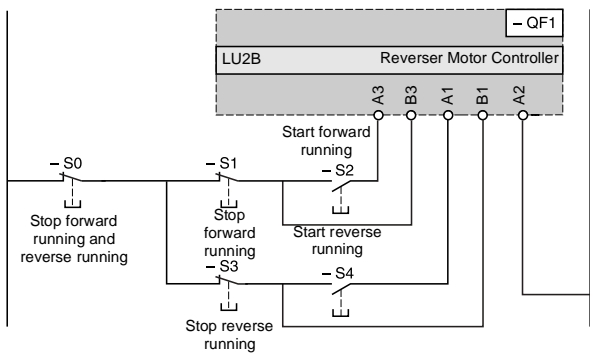 – QF1
LU2B Reverser Motor Controller
A3 B3 A1 B1 A2
Start forward
running
– S0
– S1
– S2
Stop forward
running and
reverse running
Stop
forward
running
Start reverse
running
– S3
– S4
Stop reverse
running